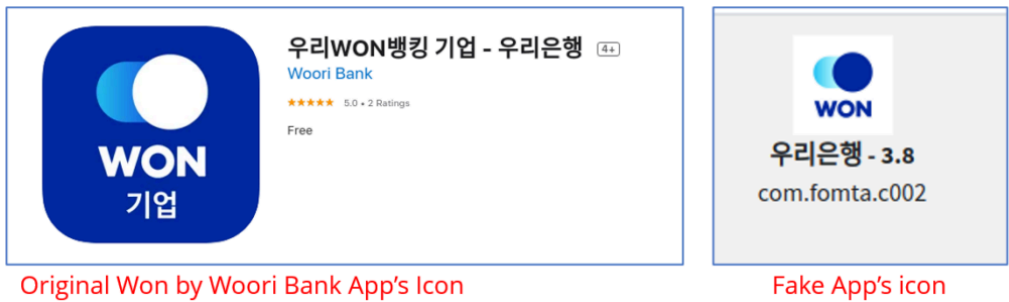 WON
기업
우리WON뱅킹 기업 - 우리은행 4+
Woori Bank
★★★★★ 5.0 • 2 Ratings
Free
Original Won by Woori Bank App's Icon
WON
우리은행 - 3.8
com.fomta.c002
Fake App's icon